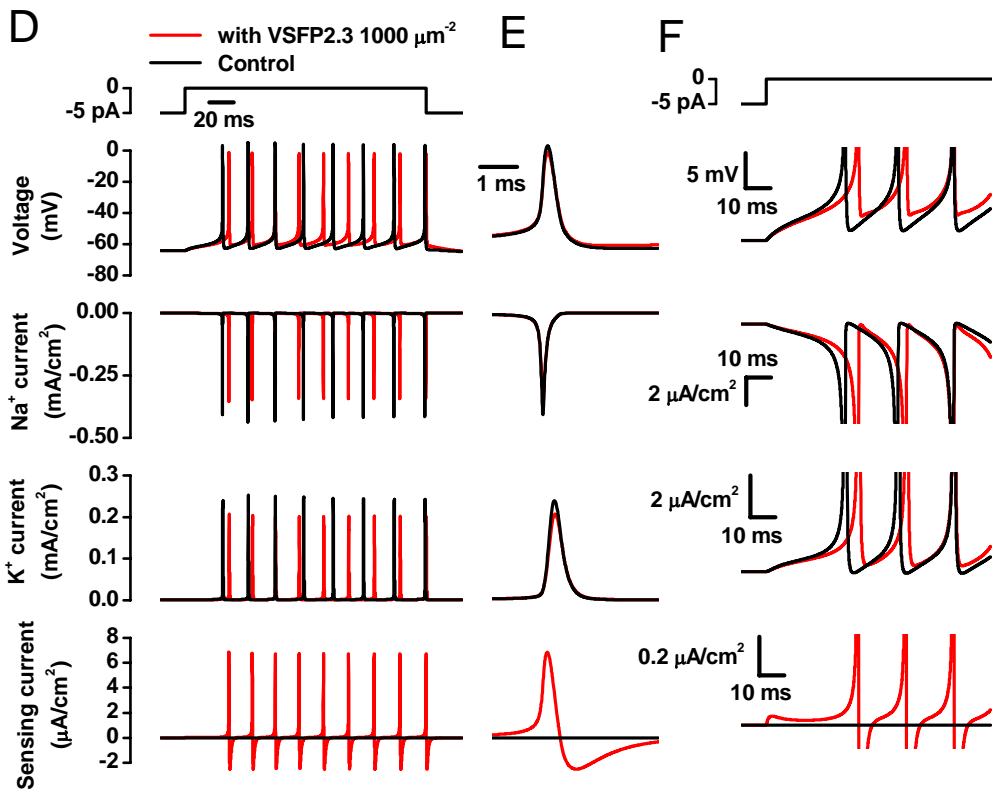 D
with VSFP2.3 1000 μm⁻²
Control
0
-5 pA
20 ms
Voltage
(mV)
0
-20
-40
-60
-80
Na⁺ current
(mA/cm²)
0.00
-0.25
-0.50
K⁺ current
(mA/cm²)
0.3
0.2
0.1
0.0
Sensing current
(μA/cm²)
8
6
4
2
0
-2
E
1 ms
F
0
-5 pA
5 mV
10 ms
10 ms
2 μA/cm²
2 μA/cm²
10 ms
0.2 μA/cm²
10 ms